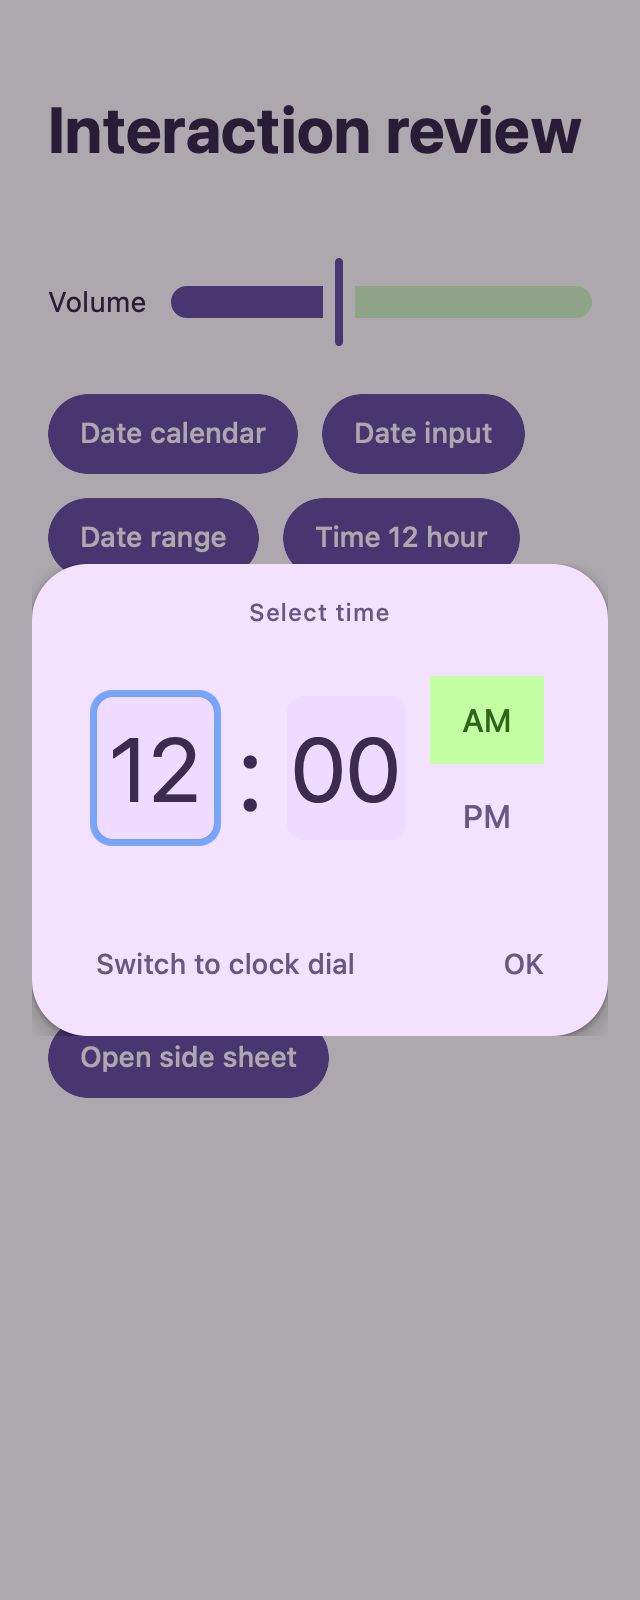 Interaction review
Volume
Date calendar
Date input
Date range
Time 12 hour
Select time
12 : 00
AM
PM
Switch to clock dial
OK
Open side sheet